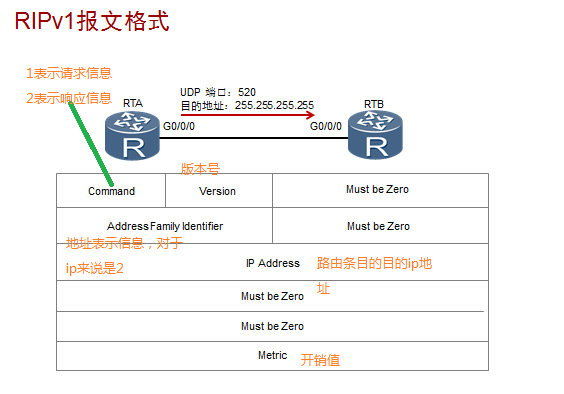 RIPv1报文格式
1表示请求信息
2表示响应信息
UDP 端口：520
目的地址：255.255.255.255
RTA
RTB
G0/0/0
G0/0/0
R
R
版本号
Command
Version
Must be Zero
Address Family Identifier
Must be Zero
地址表示信息，对于
ip来说是2
IP Address
路由条目的目的ip地
址
Must be Zero
Must be Zero
Metric
开销值